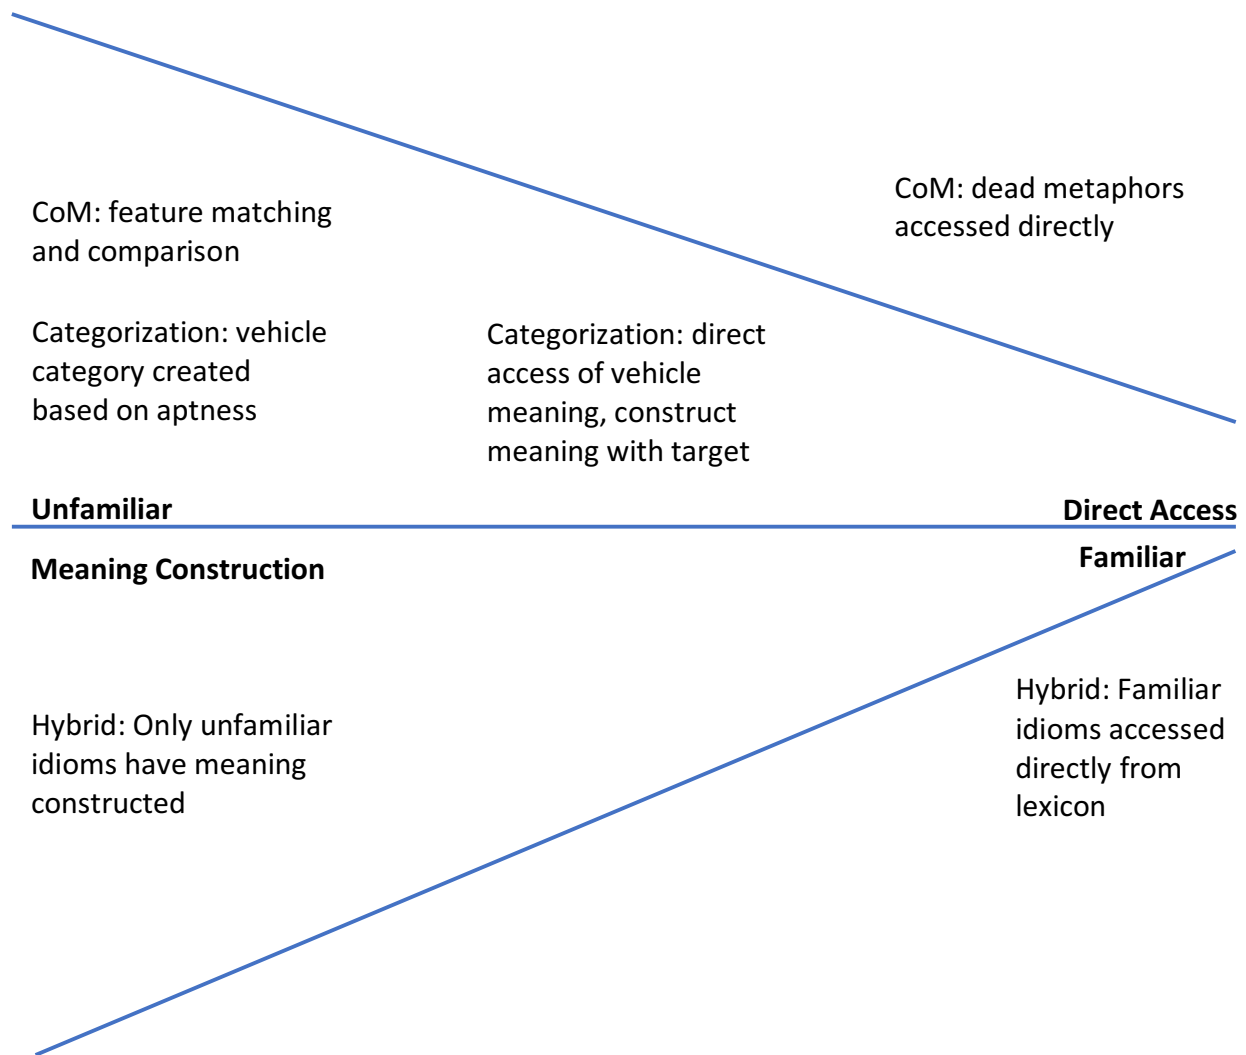 CoM: feature matching
and comparison
CoM: dead metaphors
accessed directly
Categorization: vehicle
category created
based on aptness
Categorization: direct
access of vehicle
meaning, construct
meaning with target
Unfamiliar
Direct Access
Meaning Construction
Familiar
Hybrid: Only unfamiliar
idioms have meaning
constructed
Hybrid: Familiar
idioms accessed
directly from
lexicon